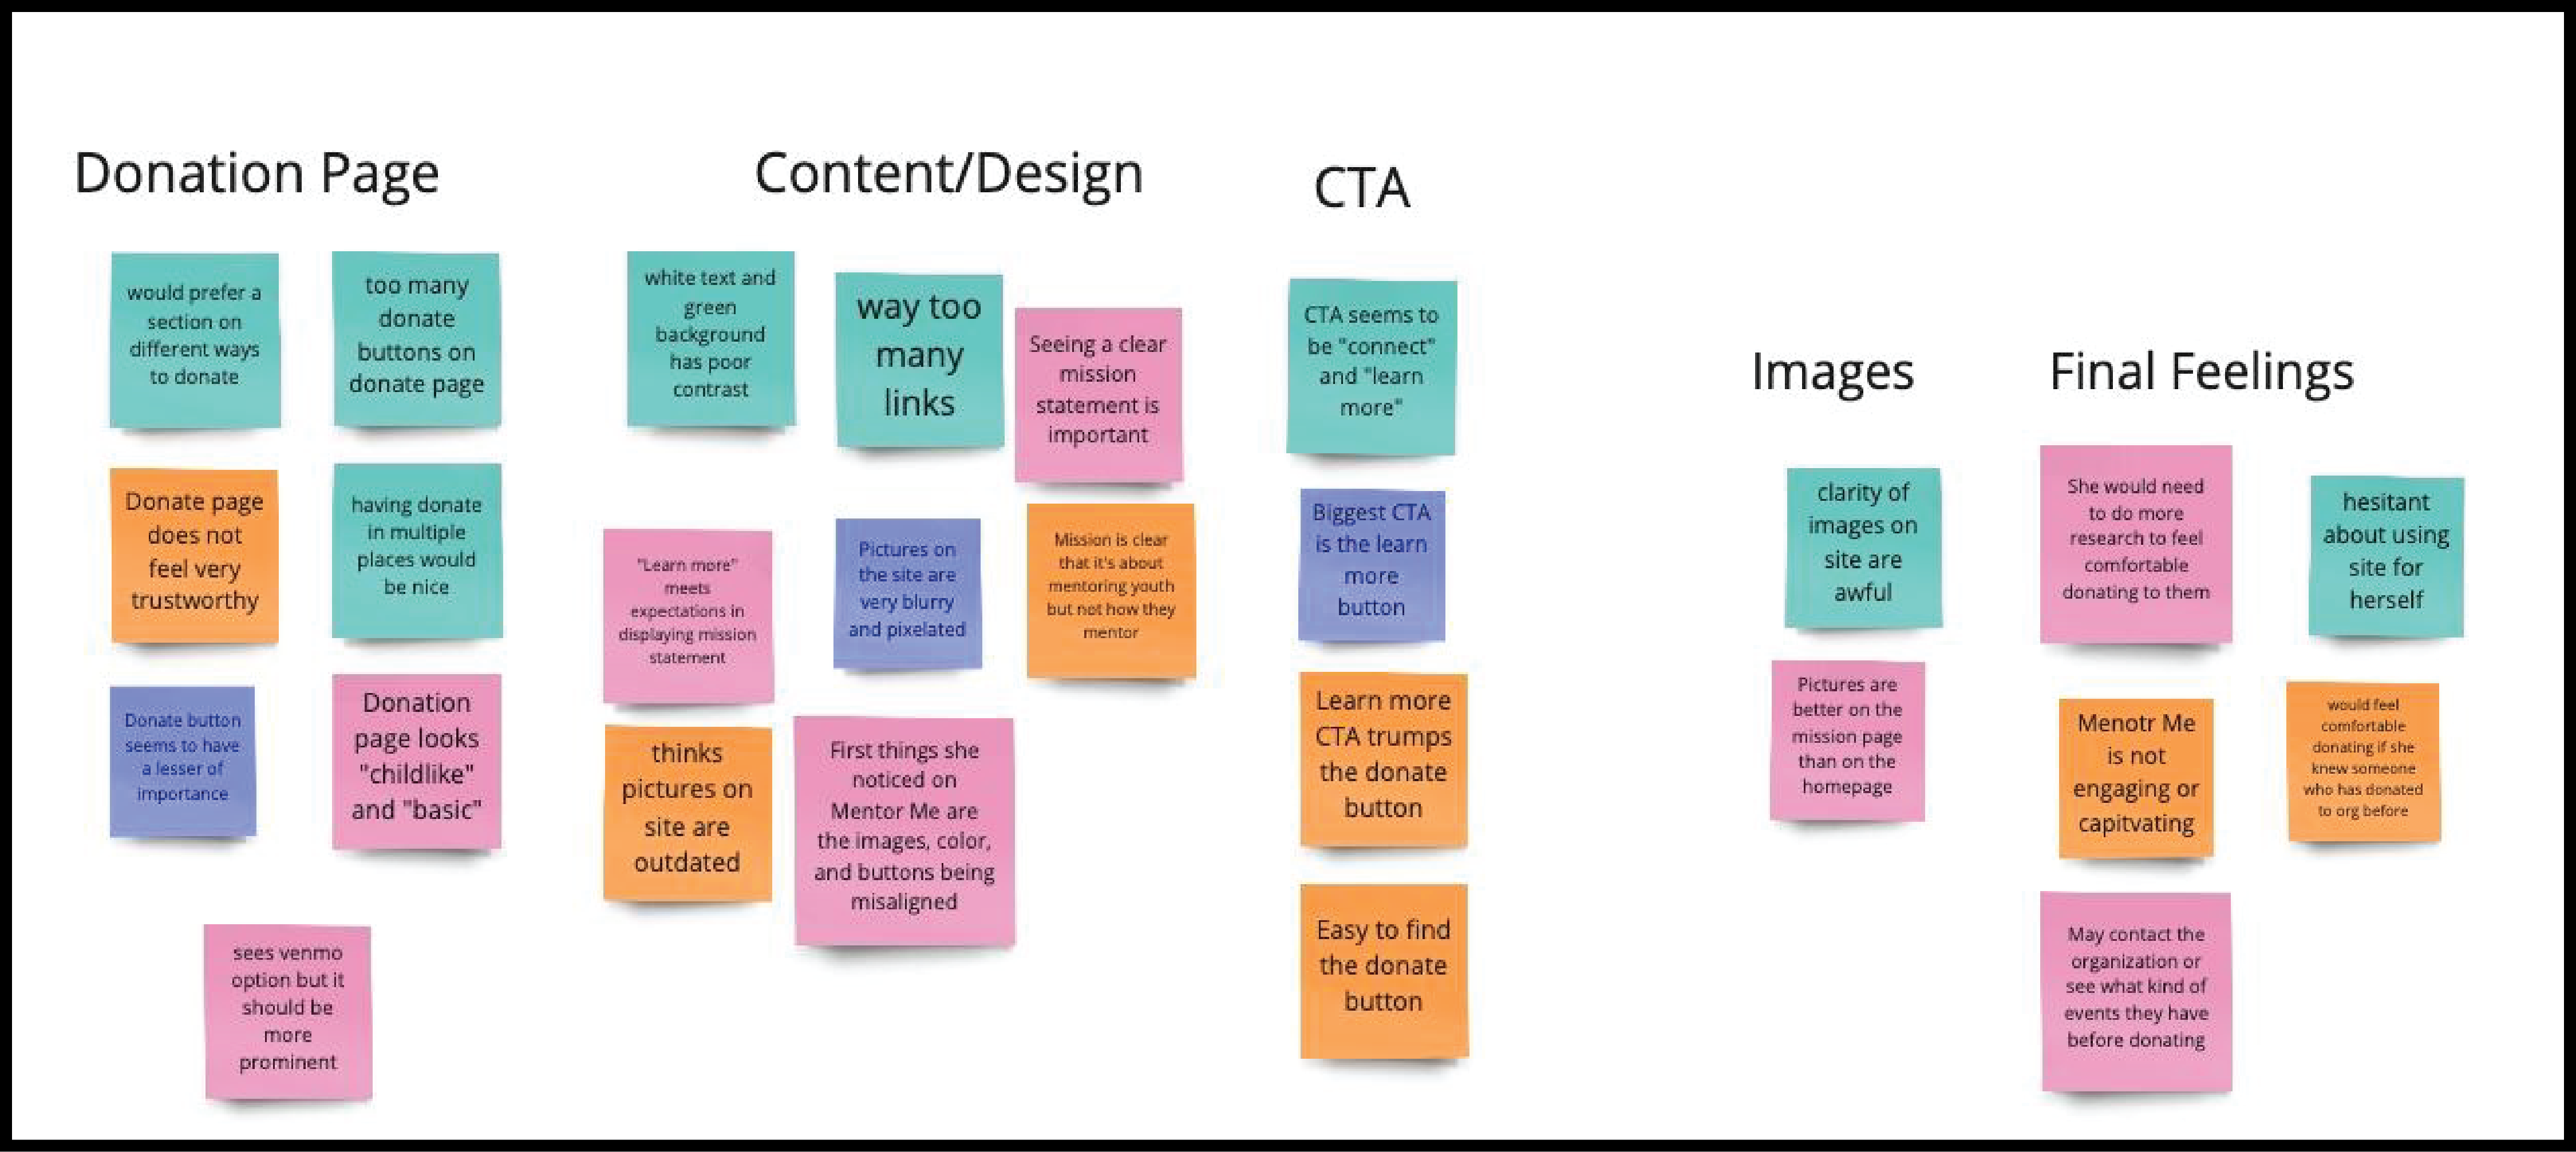 Donation Page
would prefer a
section on
different ways
to donate
too many
donate
buttons on
donate page
Donate page
does not
feel very
trustworthy
having donate
in multiple
places would
be nice
Donate button
seems to have
a lesser of
importance
Donation
page looks
"childlike"
and "basic"
sees venmo
option but it
should be
more
prominent
Content/Design
white text and
green
background
has poor
contrast
way too
many
links
Seeing a clear
mission
statement is
important
"Learn more"
meets
expectations in
displaying mission
statement
Pictures on
the site are
very blurry
and pixelated
Mission is clear
that it's about
mentoring youth
but not how they
mentor
thinks
pictures on
site are
outdated
First things she
noticed on
Mentor Me are
the images, color,
and buttons being
misaligned
CTA
CTA seems to
be "connect"
and "learn
more"
Biggest CTA
is the learn
more
button
Learn more
CTA trumps
the donate
button
Easy to find
the donate
button
Images
clarity of
images on
site are
awful
Pictures are
better on the
mission page
than on the
homepage
Final Feelings
She would need
to do more
research to feel
comfortable
donating to them
hesitant
about using
site for
herself
Menotr Me
is not
engaging or
capitvating
would feel
comfortable
donating if she
knew someone
who has donated
to org before
May contact the
organization or
see what kind of
events they have
before donating